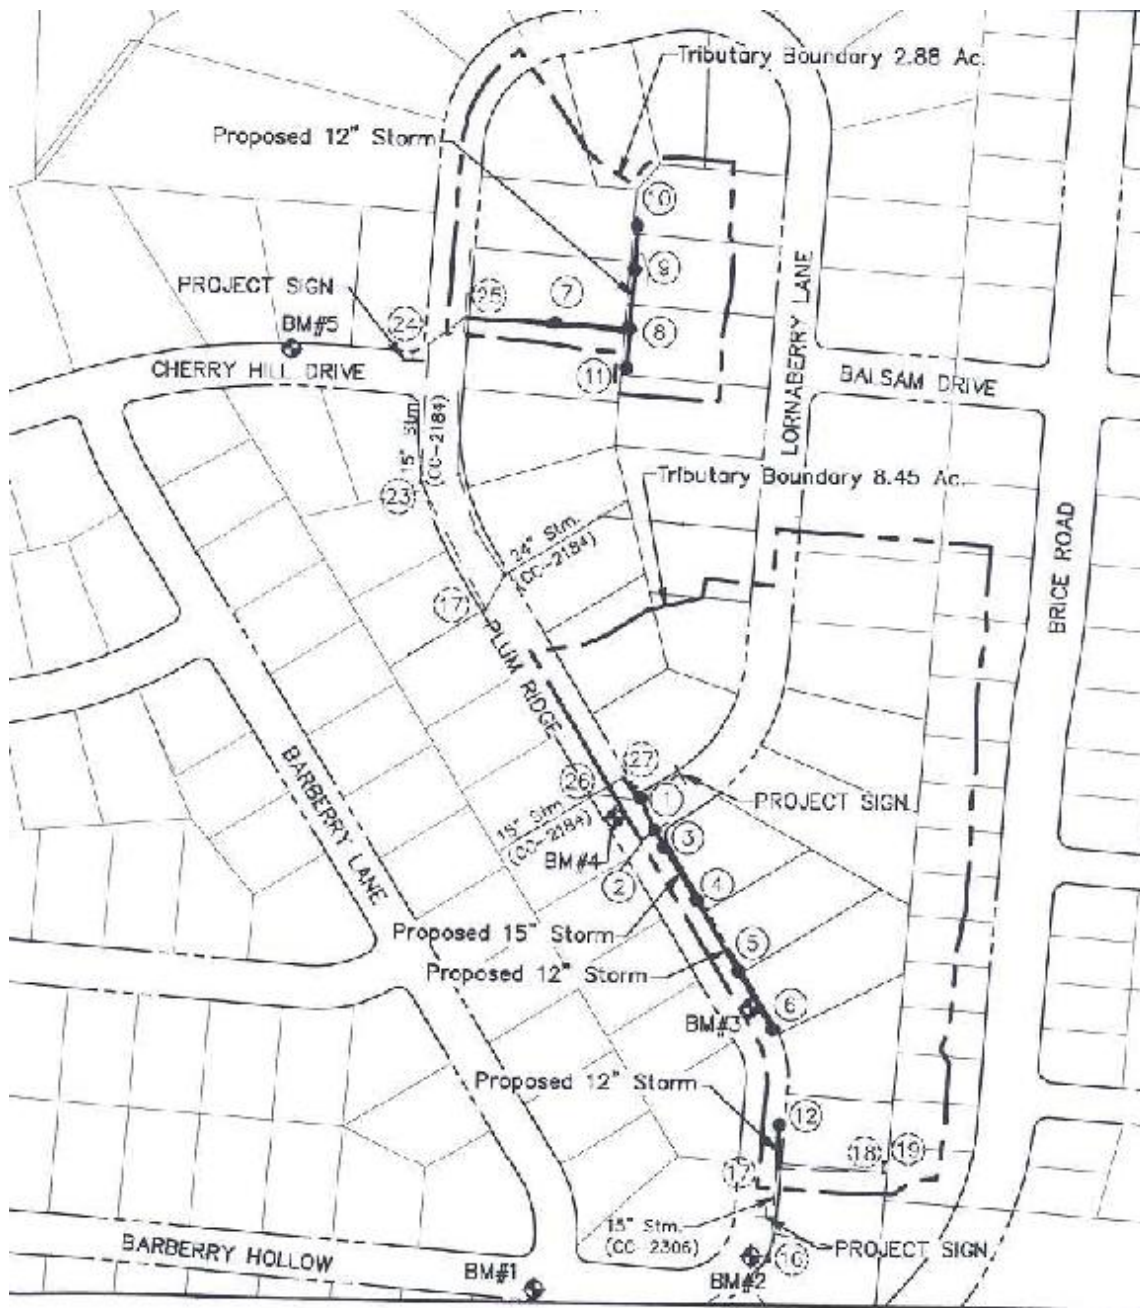 Tributary Boundary 2.88 Ac.
Proposed 12" Storm
10
9
PROJECT SIGN
7
24
BM#5
8
CHERRY HILL DRIVE
11
LORNABERRY LANE
BALSAM DRIVE
15" Stm.
(CC-2184)
23
Tributary Boundary 8.45 Ac.
24" Stm.
(CC-2184)
17
BRICE ROAD
PLUM RIDGE
BARBERRY LANE
27
26
1
PROJECT SIGN
15" Stm
(CC-2184)
3
BM#4
2
4
Proposed 15" Storm
5
Proposed 12" Storm
6
BM#3
Proposed 12" Storm
12
18
19
17
15" Stm.
(CC-2306)
BARBERRY HOLLOW
PROJECT SIGN
BM#1
BM#2
16